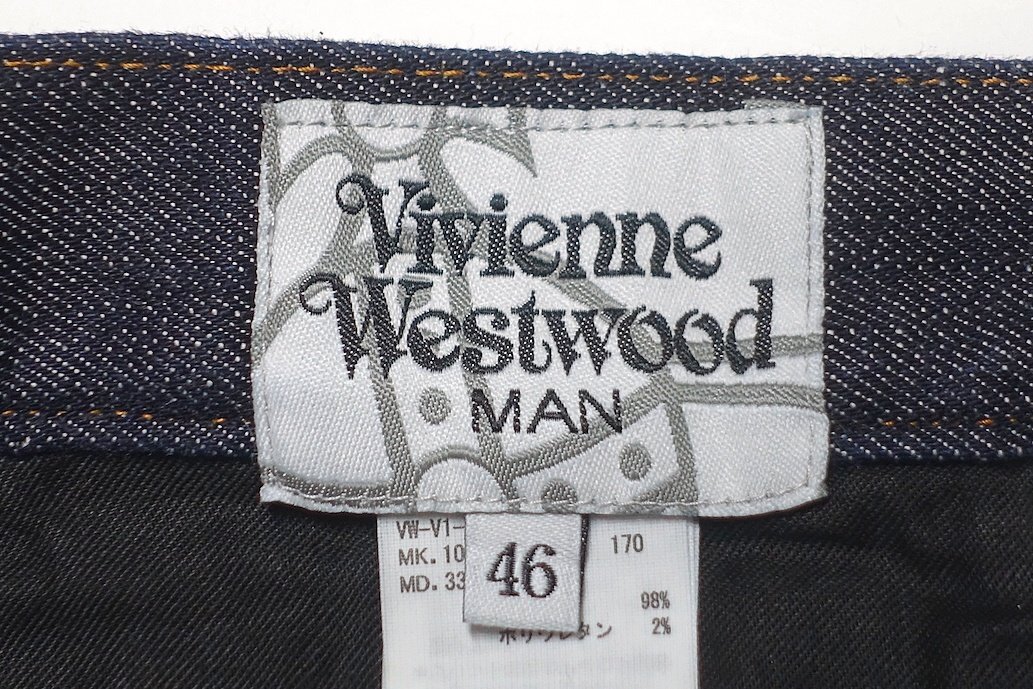 Vivienne
Westwood
MAN
46
VW-V1-
MK. 10
MD. 33
170
98%
ポリウレタン 2%